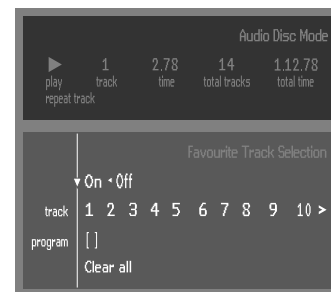 Audio Disc Mode
1 2.78 14 1.12.78
play track time total tracks total time
repeat track
Favourite Track Selection
On Off
track 1 2 3 4 5 6 7 8 9 10 >
program [ ]
Clear all